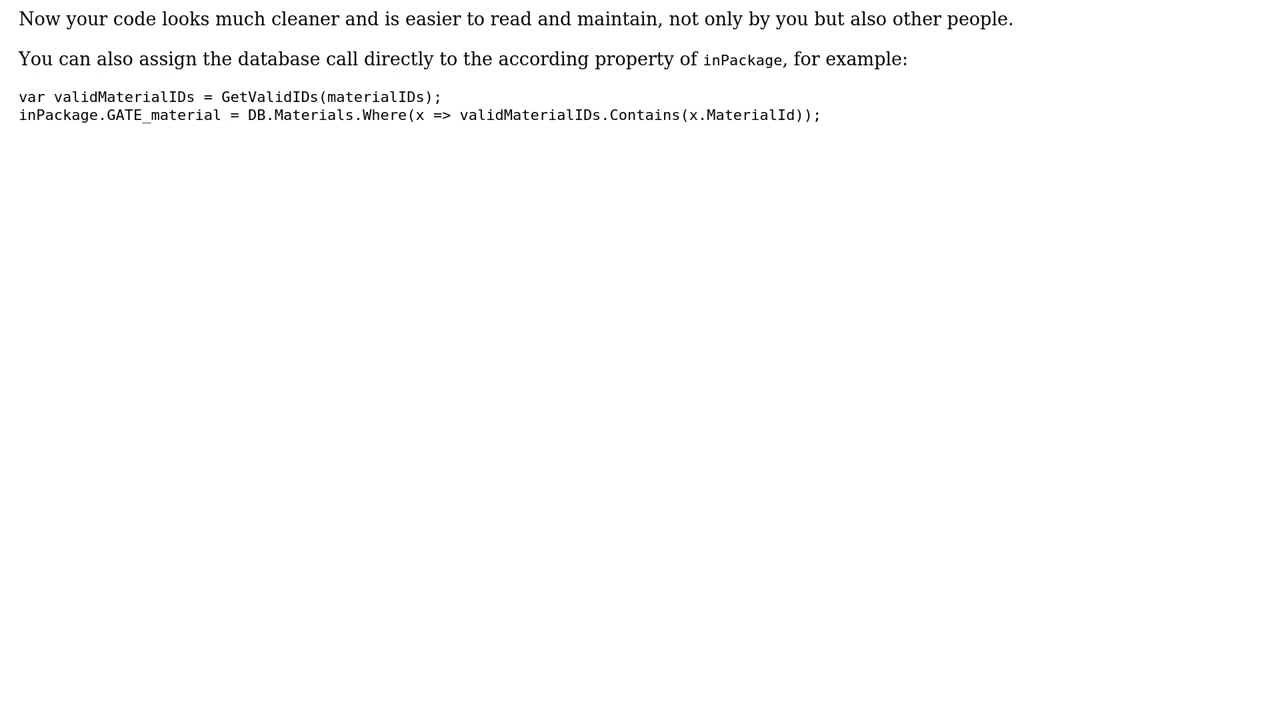 Now your code looks much cleaner and is easier to read and maintain, not only by you but also other people.
You can also assign the database call directly to the according property of inPackage, for example:
var validMaterialIDs = GetValidIDs(materialIDs);
inPackage.GATE_material = DB.Materials.Where(x => validMaterialIDs.Contains(x.MaterialId));